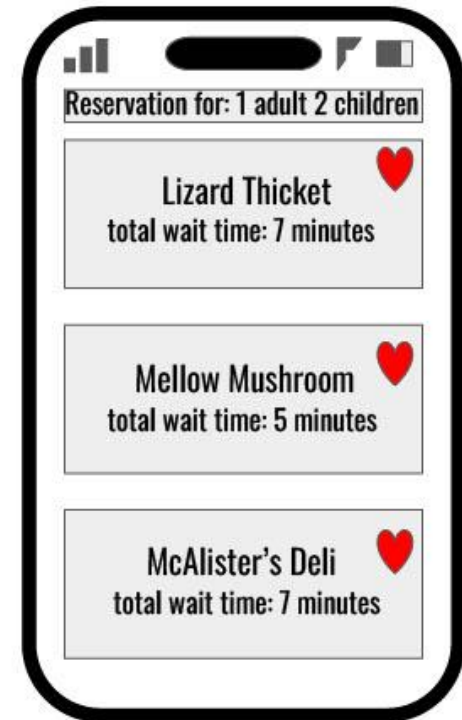 Reservation for: 1 adult 2 children
Lizard Thicket
total wait time: 7 minutes
Mellow Mushroom
total wait time: 5 minutes
McAlister’s Deli
total wait time: 7 minutes